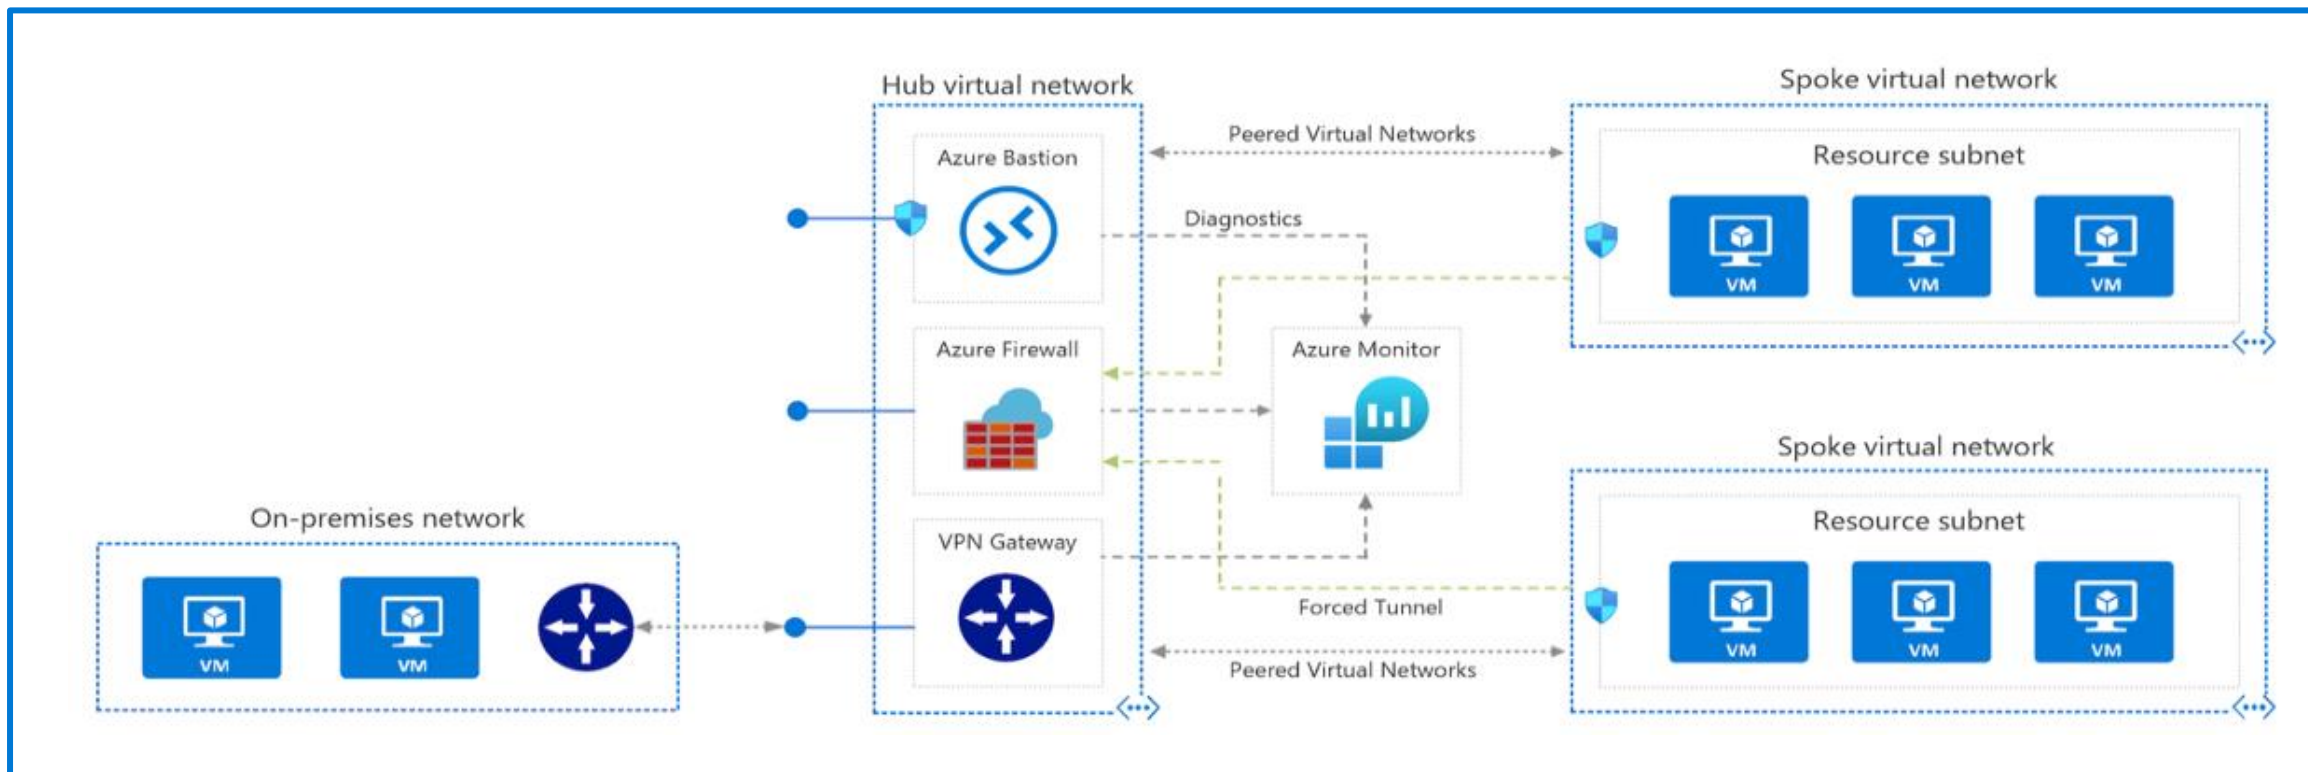 Hub virtual network
Azure Bastion
Azure Firewall
VPN Gateway
On-premises network
VM
VM
Peered Virtual Networks
Diagnostics
Azure Monitor
Forced Tunnel
Peered Virtual Networks
Spoke virtual network
Resource subnet
VM
VM
VM
Spoke virtual network
Resource subnet
VM
VM
VM